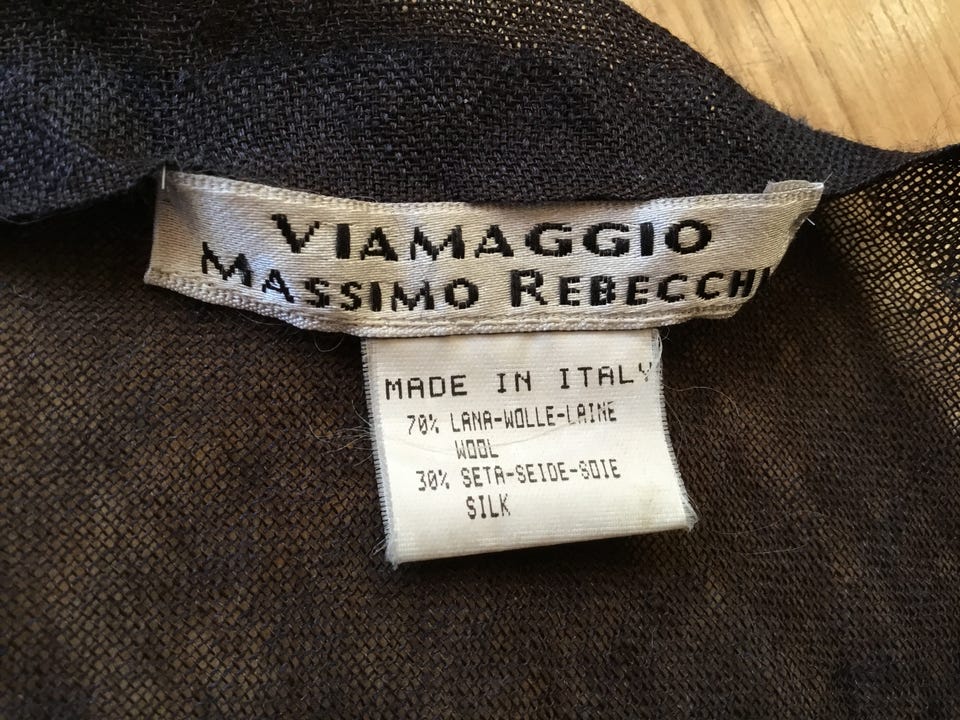 VIAMAGGIO
MASSIMO REBECCHI
MADE IN ITALY
70% LANA-WOLLE-LAINE
WOOL
30% SETA-SEIDE-SOIE
SILK